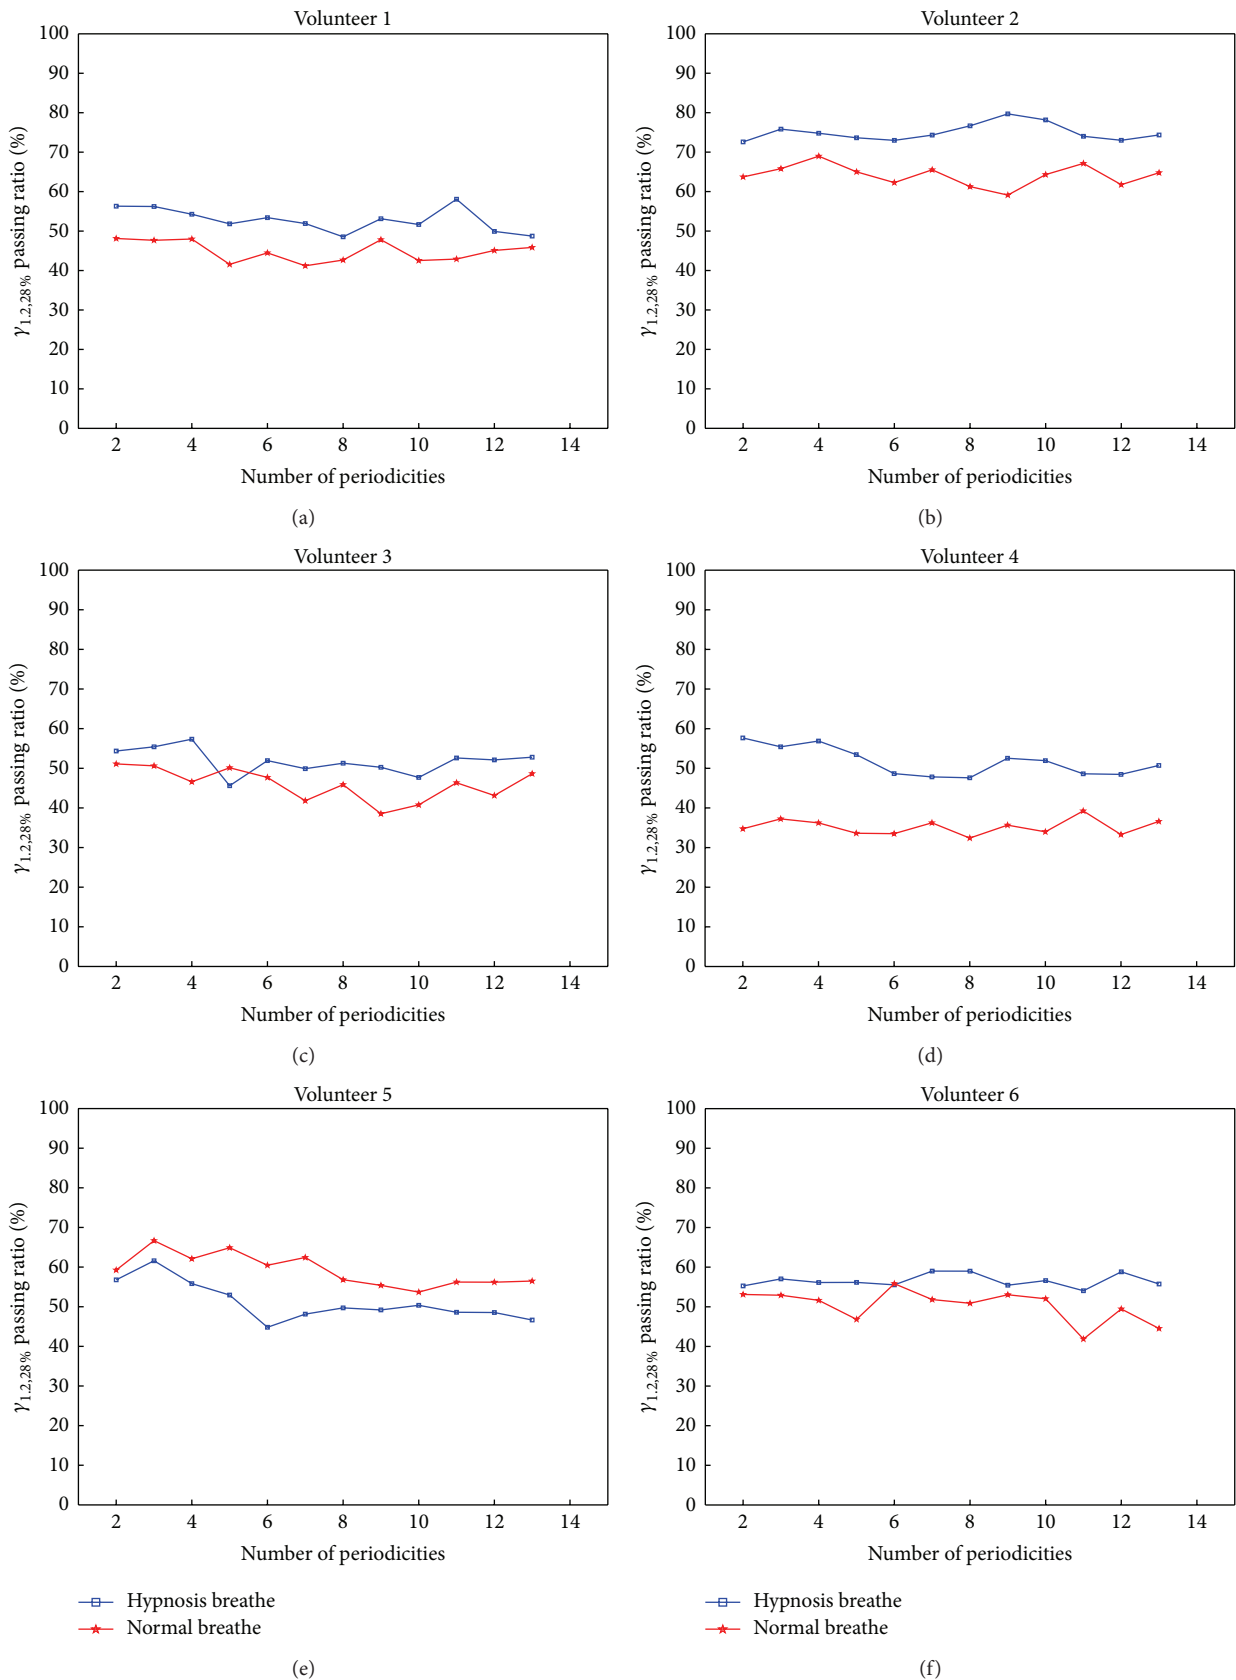 Volunteer 1
100
90
80
70
60
50
40
30
20
10
0
γ1.2,28% passing ratio (%)
2 4 6 8 10 12 14
Number of periodicities
(a)
Volunteer 2
100
90
80
70
60
50
40
30
20
10
0
γ1.2,28% passing ratio (%)
2 4 6 8 10 12 14
Number of periodicities
(b)
Volunteer 3
100
90
80
70
60
50
40
30
20
10
0
γ1.2,28% passing ratio (%)
2 4 6 8 10 12 14
Number of periodicities
(c)
Volunteer 4
100
90
80
70
60
50
40
30
20
10
0
γ1.2,28% passing ratio (%)
2 4 6 8 10 12 14
Number of periodicities
(d)
Volunteer 5
100
90
80
70
60
50
40
30
20
10
0
γ1.2,28% passing ratio (%)
2 4 6 8 10 12 14
Number of periodicities
Hypnosis breathe
Normal breathe
(e)
Volunteer 6
100
90
80
70
60
50
40
30
20
10
0
γ1.2,28% passing ratio (%)
2 4 6 8 10 12 14
Number of periodicities
Hypnosis breathe
Normal breathe
(f)